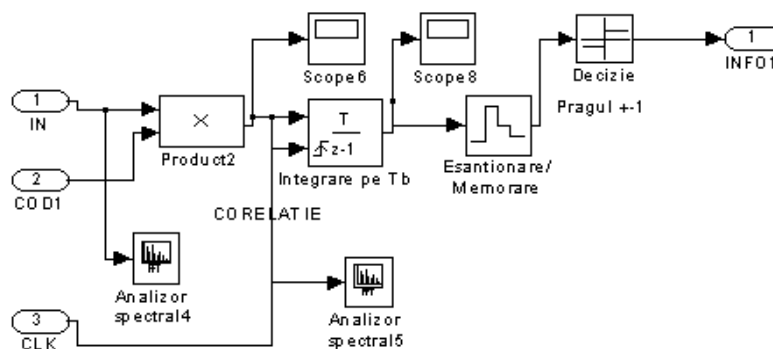 1
IN
2
COD1
3
CLK
×
Product2
Scope6
T
z-1
Integrare pe Tb
Scope8
Esantionare/
Memorare
Decizie
Pragul +-1
1
INFO1
CORELATIE
Analizor
spectral4
Analizor
spectral5